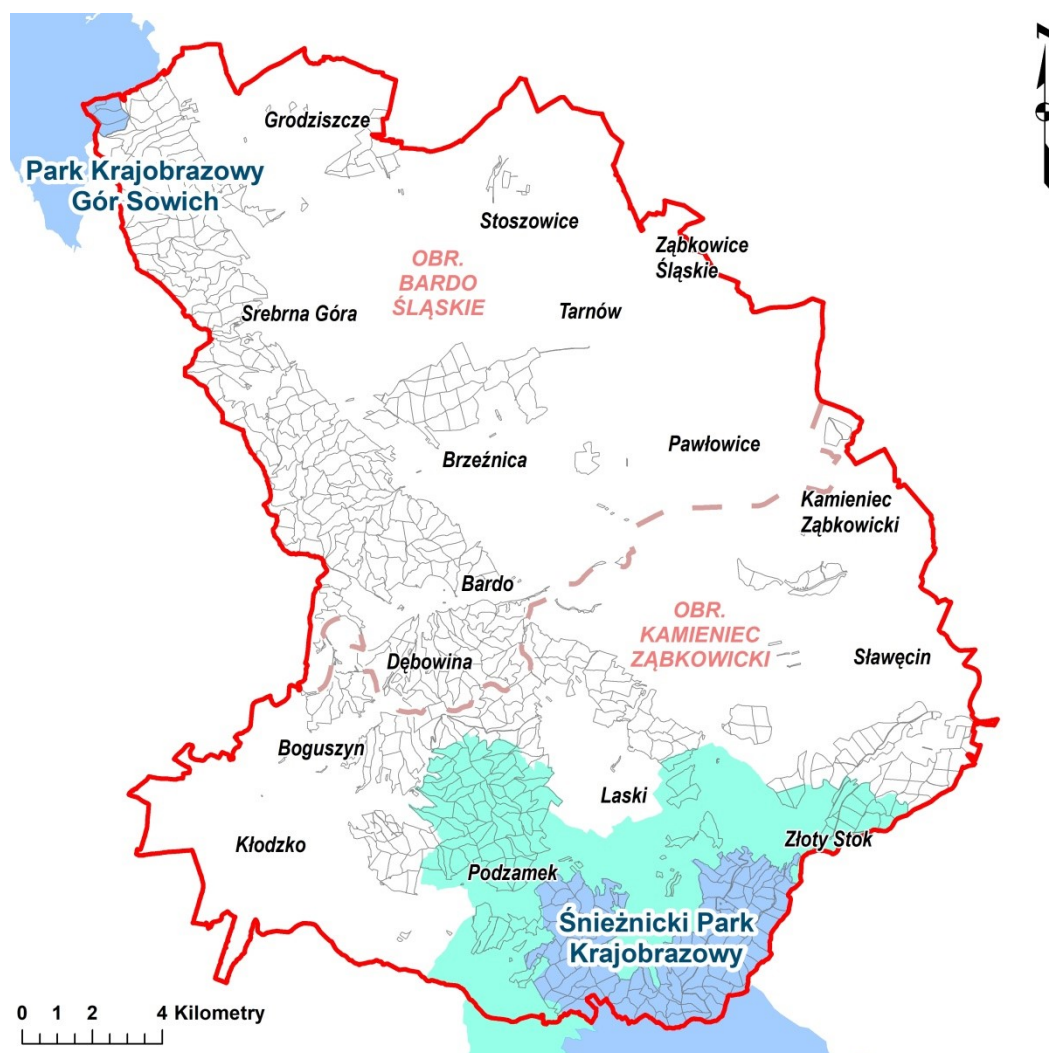 Grodziszcze
Park Krajobrazowy
Gór Sowich
Stoszowice
Ząbkowice
Śląskie
OBR.
BARDO
ŚLĄSKIE
Srebrna Góra
Tarnów
Brzeźnica
Pawłowice
Kamieniec
Ząbkowicki
Bardo
OBR.
KAMIENIEC
ZĄBKOWICKI
Dębowina
Sławęcin
Boguszyn
Laski
Kłodzko
Złoty Stok
Podzamek
Śnieżnicki Park
Krajobrazowy
0 1 2 4 Kilometry